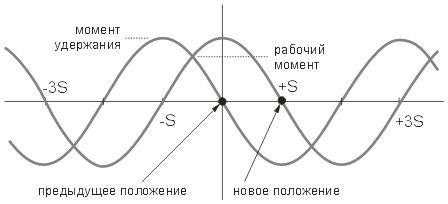 момент
удержания
рабочий
момент
-3S
+S
-S
+3S
предыдущее положение
новое положение